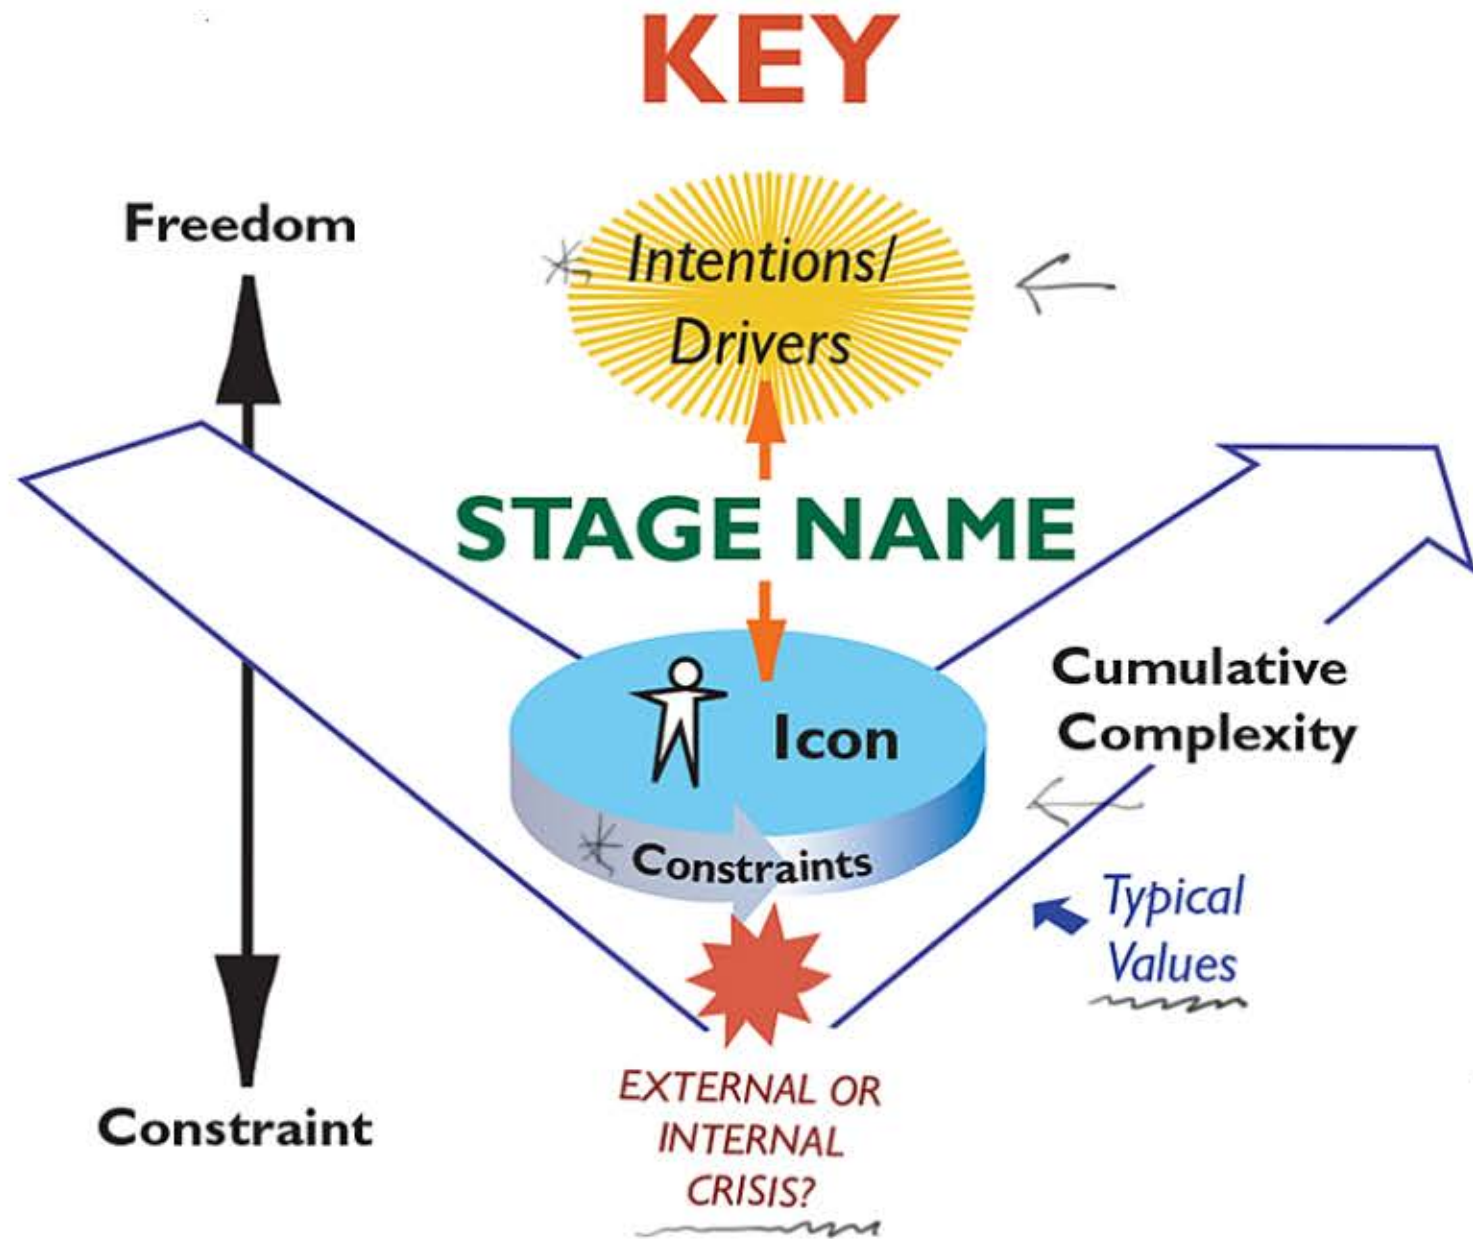 KEY
Freedom
Intentions/
Drivers
STAGE NAME
Icon
Constraints
Cumulative
Complexity
Typical
Values
EXTERNAL OR
INTERNAL
CRISIS?
Constraint